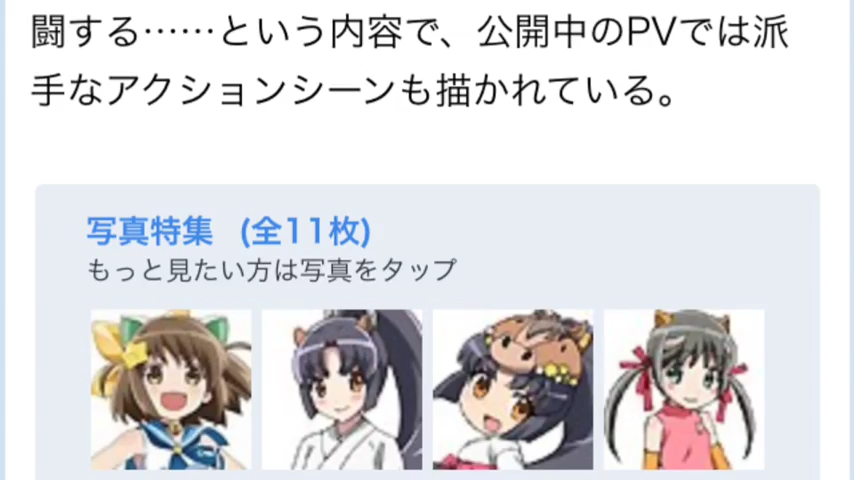 闘する……という内容で、公開中のPVでは派
手なアクションシーンも描かれている。
写真特集 (全11枚)
もっと見たい方は写真をタップ